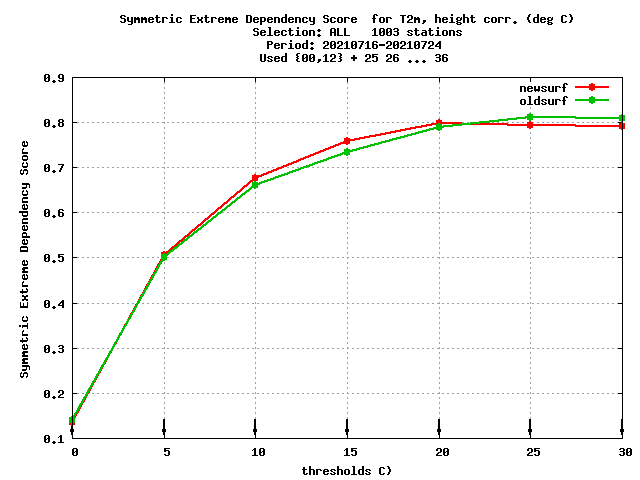 Symmetric Extreme Dependency Score  for T2m, height corr. (deg C)
Selection: ALL   1003 stations
Period: 20210716-20210724
Used {00,12} + 25 26 ... 36
newsurf
oldsurf
Symmetric Extreme Dependency Score
0.9
0.8
0.7
0.6
0.5
0.4
0.3
0.2
0.1
0 5 10 15 20 25 30
thresholds C)